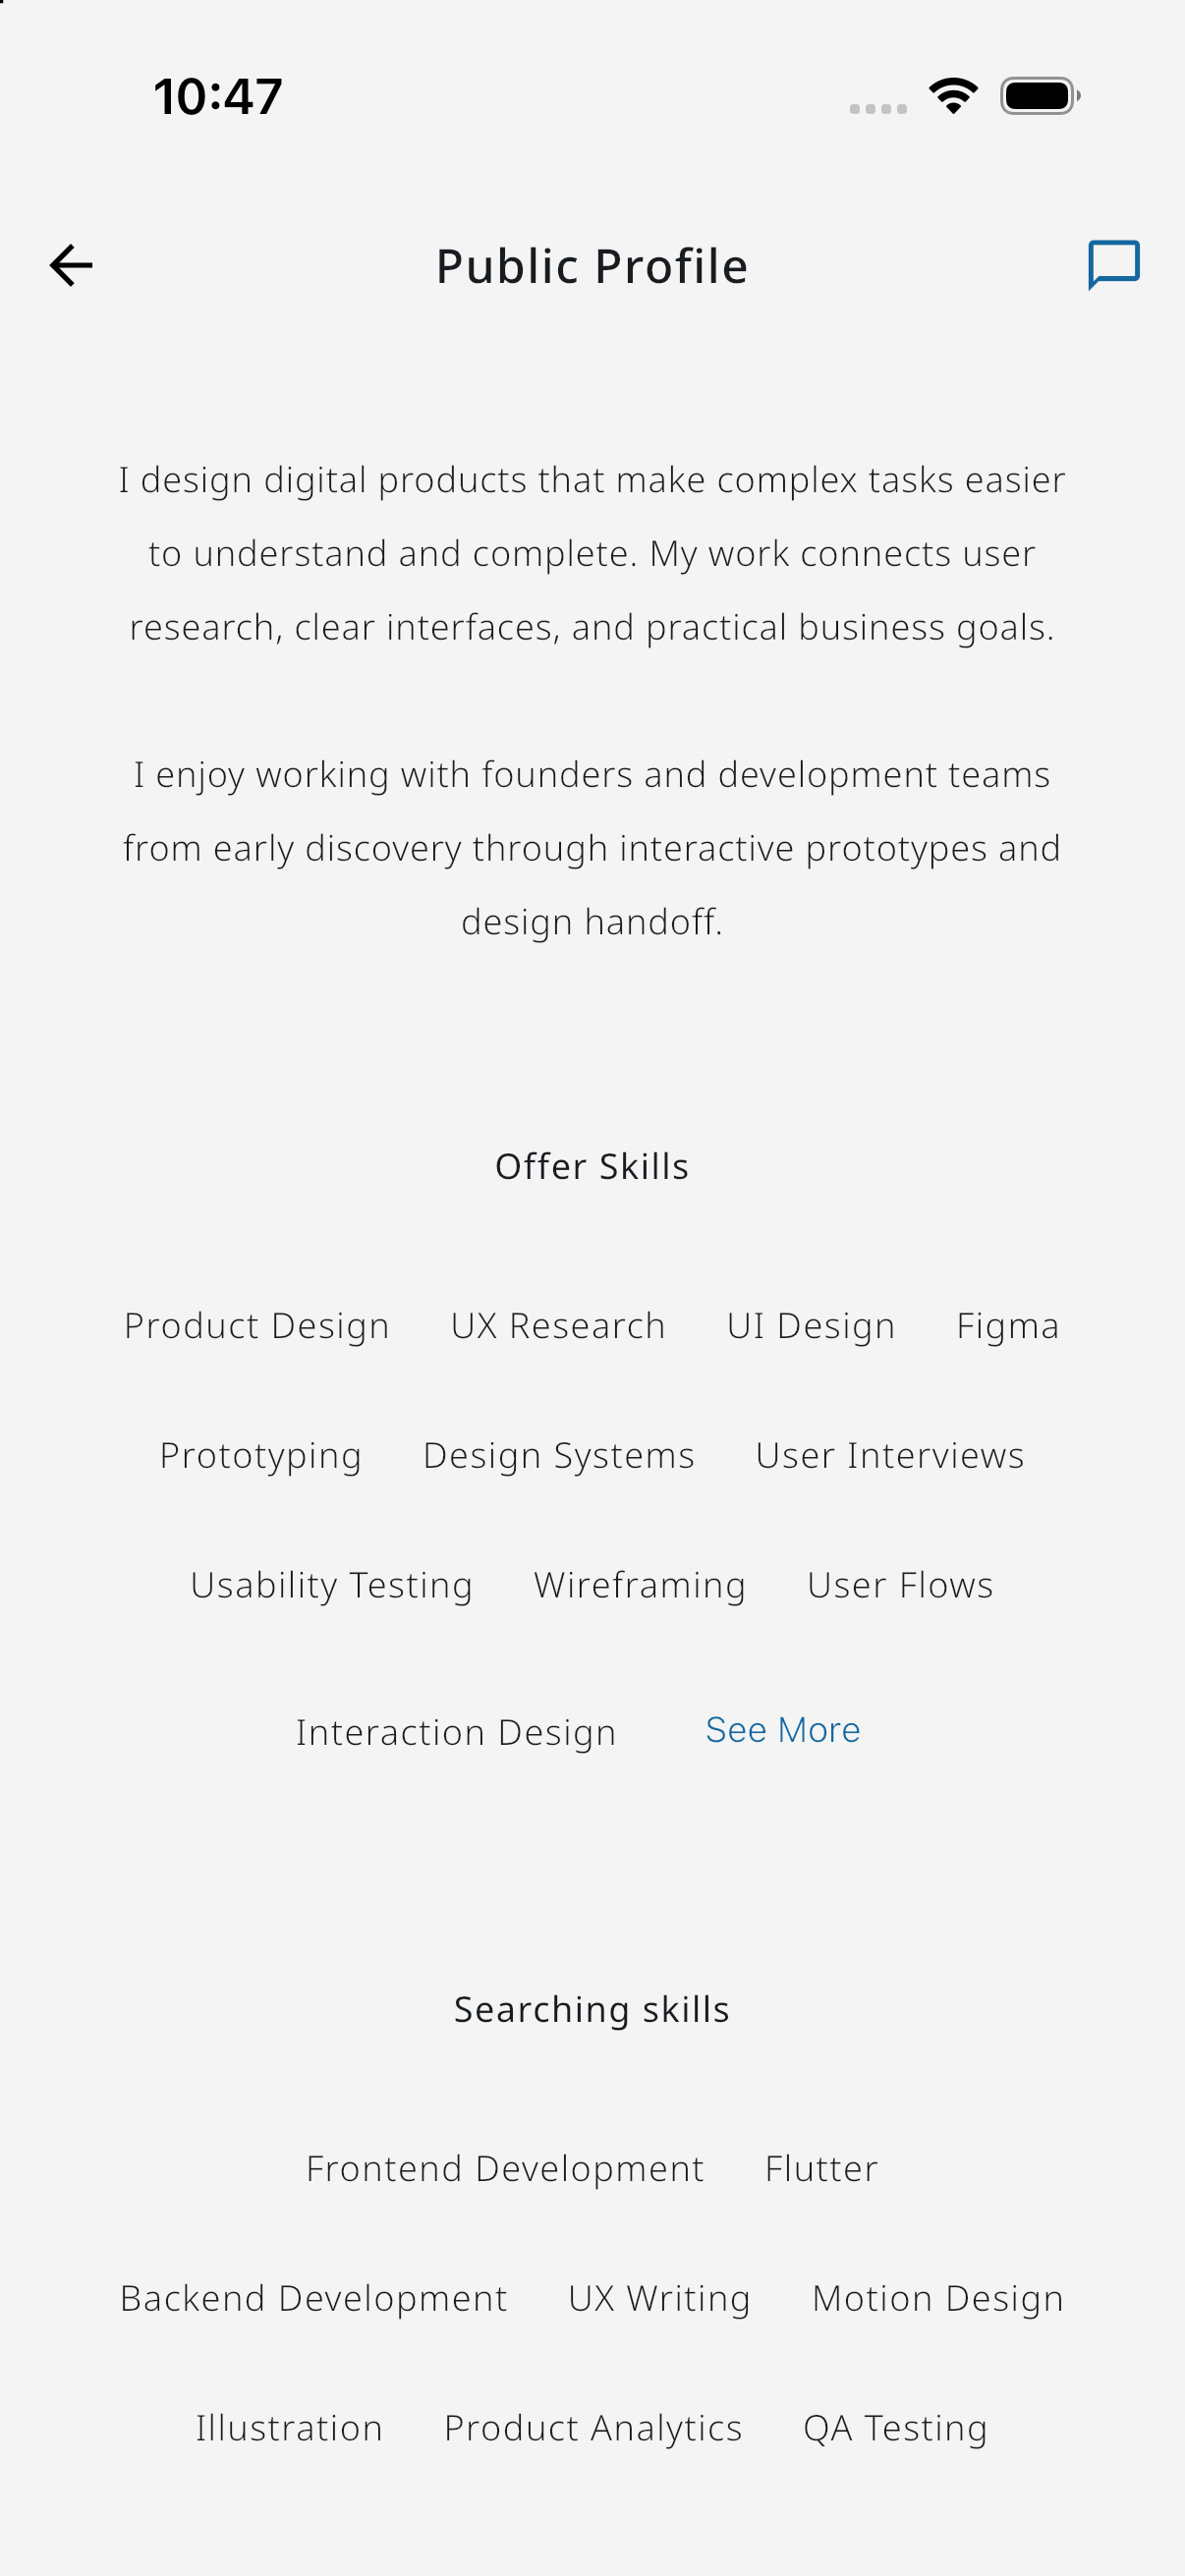 10:47
Public Profile
I design digital products that make complex tasks easier
to understand and complete. My work connects user
research, clear interfaces, and practical business goals.
I enjoy working with founders and development teams
from early discovery through interactive prototypes and
design handoff.
Offer Skills
Product Design UX Research UI Design Figma
Prototyping Design Systems User Interviews
Usability Testing Wireframing User Flows
Interaction Design See More
Searching skills
Frontend Development Flutter
Backend Development UX Writing Motion Design
Illustration Product Analytics QA Testing